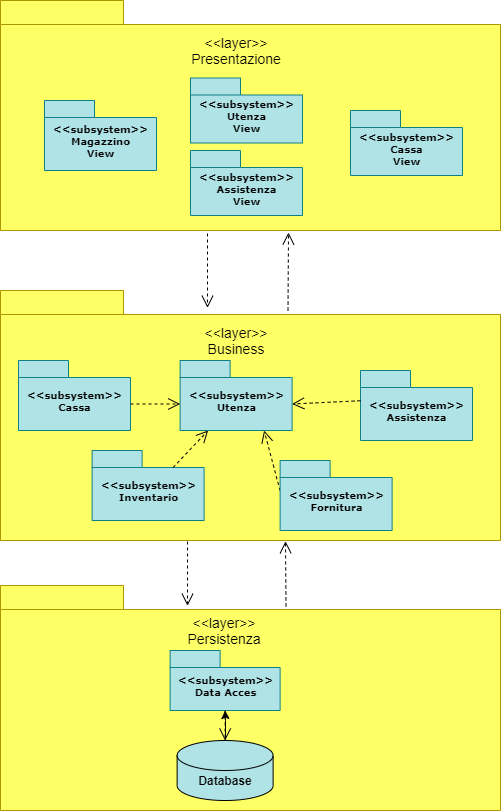 <<layer>>
Presentazione
<<subsystem>>
Utenza
View
<<subsystem>>
Magazzino
View
<<subsystem>>
Cassa
View
<<subsystem>>
Assistenza
View
<<layer>>
Business
<<subsystem>>
Cassa
<<subsystem>>
Utenza
<<subsystem>>
Assistenza
<<subsystem>>
Inventario
<<subsystem>>
Fornitura
<<layer>>
Persistenza
<<subsystem>>
Data Acces
Database